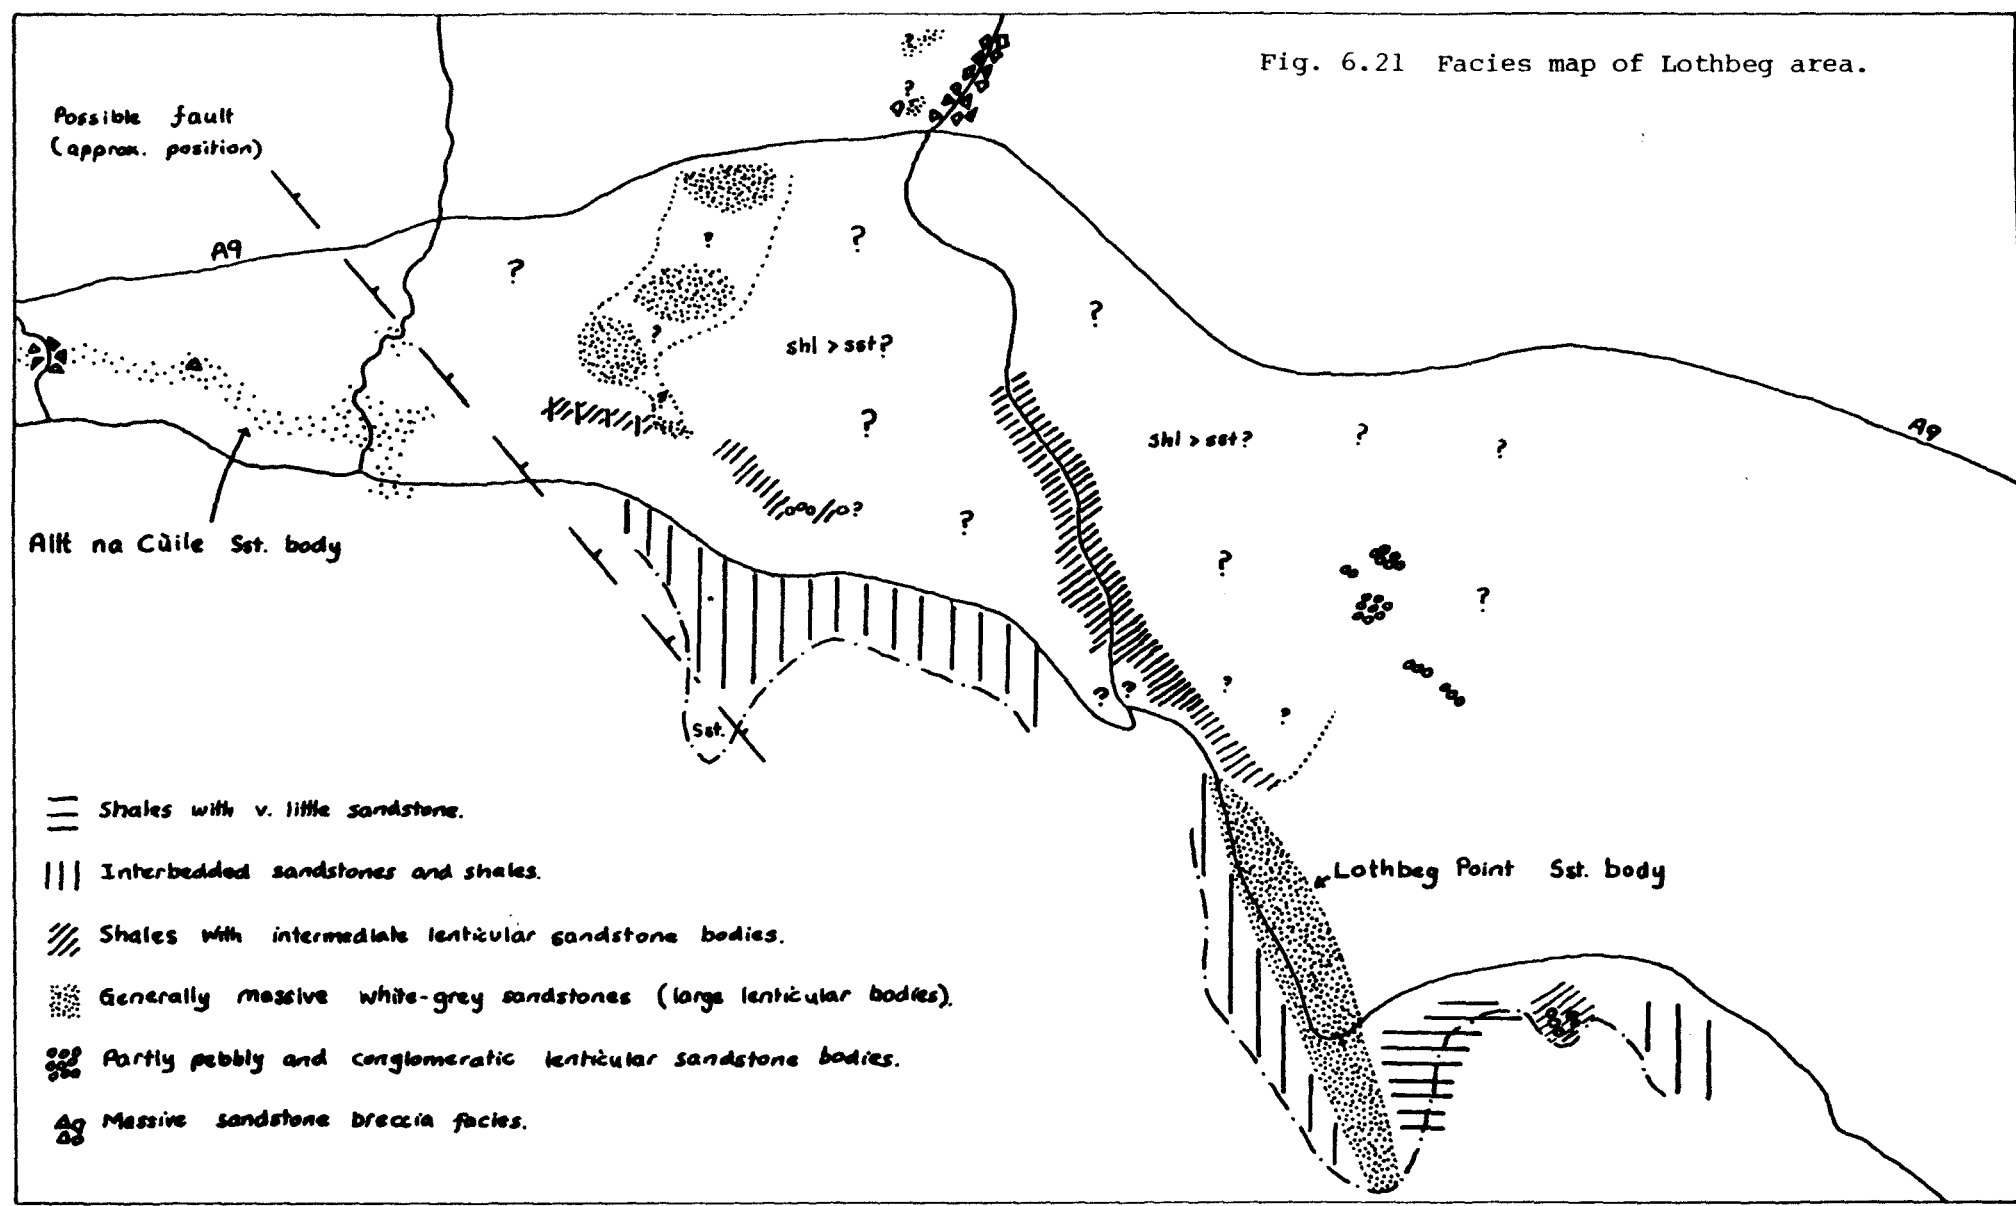 Fig. 6.21 Facies map of Lothbeg area.
?
?
Possible fault
(approx. position)
A9
?
?
?
?
?
shl > sst?
?
?
?
shl > sst?
?
?
A9
ooo//o?
?
Allt na Cùile Sst. body
?
?
?
?
?
?
Sst.
Shales with v. little sandstone.
Interbedded sandstones and shales.
Shales with intermediate lenticular sandstone bodies.
Generally massive white-grey sandstones (large lenticular bodies).
Partly pebbly and conglomeratic lenticular sandstone bodies.
Massive sandstone breccia facies.
Lothbeg Point Sst. body